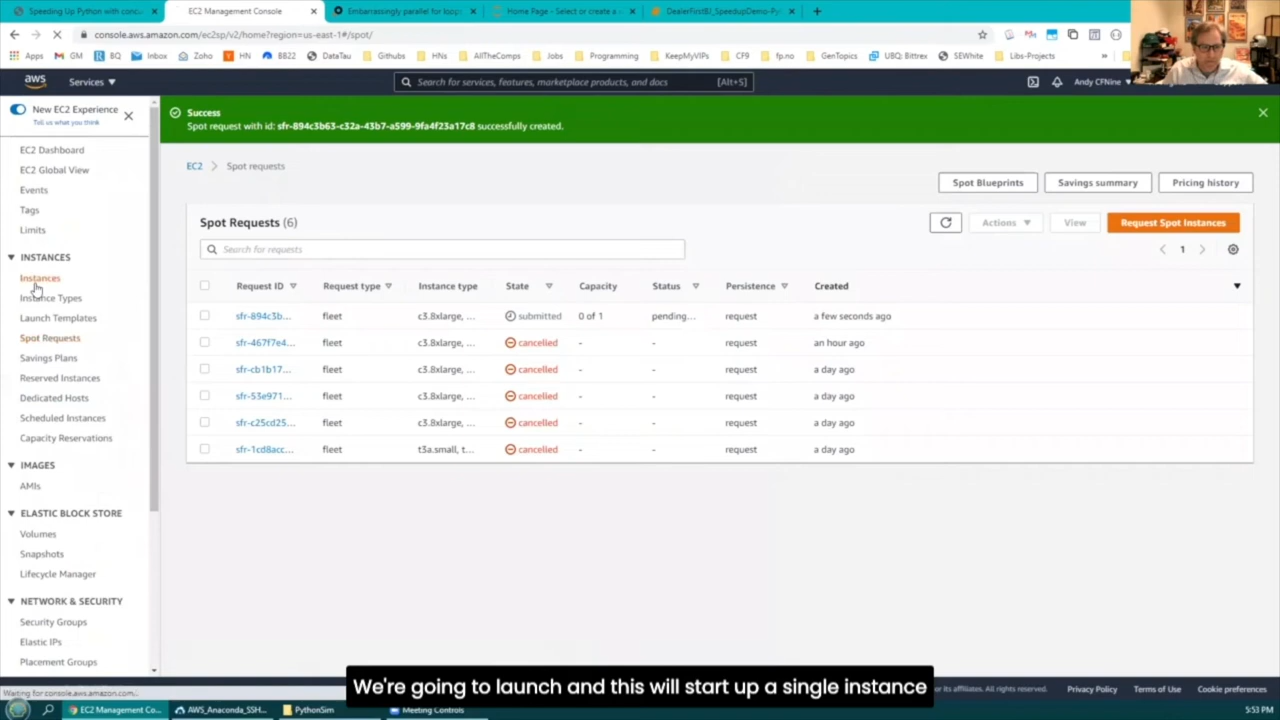 Speeding Up Python with concu
EC2 Management Console
Embarrassingly parallel for loops
Home Page - Select or create a
DealerFirstBJ_SpeedupDemo-Py
console.aws.amazon.com/ec2sp/v2/home?region=us-east-1#/spot/
Apps GM BQ Inbox Zoho HN BB22 DataTau Githubs HNs AllTheComps Jobs Programming KeepMyVIPs CF9 fp.no GenTopics UBQ: Bittrex SEWhite Libs-Projects »
aws Services Search for services, features, marketplace products, and docs [Alt+S] Andy CFNine
New EC2 Experience
Tell us what you think
EC2 Dashboard
EC2 Global View
Events
Tags
Limits
INSTANCES
Instances
Instance Types
Launch Templates
Spot Requests
Savings Plans
Reserved Instances
Dedicated Hosts
Scheduled Instances
Capacity Reservations
IMAGES
AMIs
ELASTIC BLOCK STORE
Volumes
Snapshots
Lifecycle Manager
NETWORK & SECURITY
Security Groups
Elastic IPs
Placement Groups
Success
Spot request with id: sfr-894c3b63-c32a-43b7-a599-9fa4f23a17c8 successfully created.
EC2 > Spot requests
Spot Blueprints Savings summary Pricing history
Spot Requests (6) Actions View Request Spot Instances
Search for requests 1
Request ID Request type Instance type State Capacity Status Persistence Created
sfr-894c3b... fleet c3.8xlarge, ... submitted 0 of 1 pending... request a few seconds ago
sfr-467f7e4... fleet c3.8xlarge, ... cancelled - - request an hour ago
sfr-cb1b17... fleet c3.8xlarge, ... cancelled - - request a day ago
sfr-53e971... fleet c3.8xlarge, ... cancelled - - request a day ago
sfr-c25cd25... fleet c3.8xlarge, ... cancelled - - request a day ago
sfr-1cd8acc... fleet t3a.small, t... cancelled - - request a day ago
We're going to launch and this will start up a single instance
Waiting for console.aws.amazon.com...
or its affiliates. All rights reserved. Privacy Policy Terms of Use Cookie preferences
EC2 Management Co... AWS_Anaconda_SSH... PythonSim Meeting Controls 5:53 PM